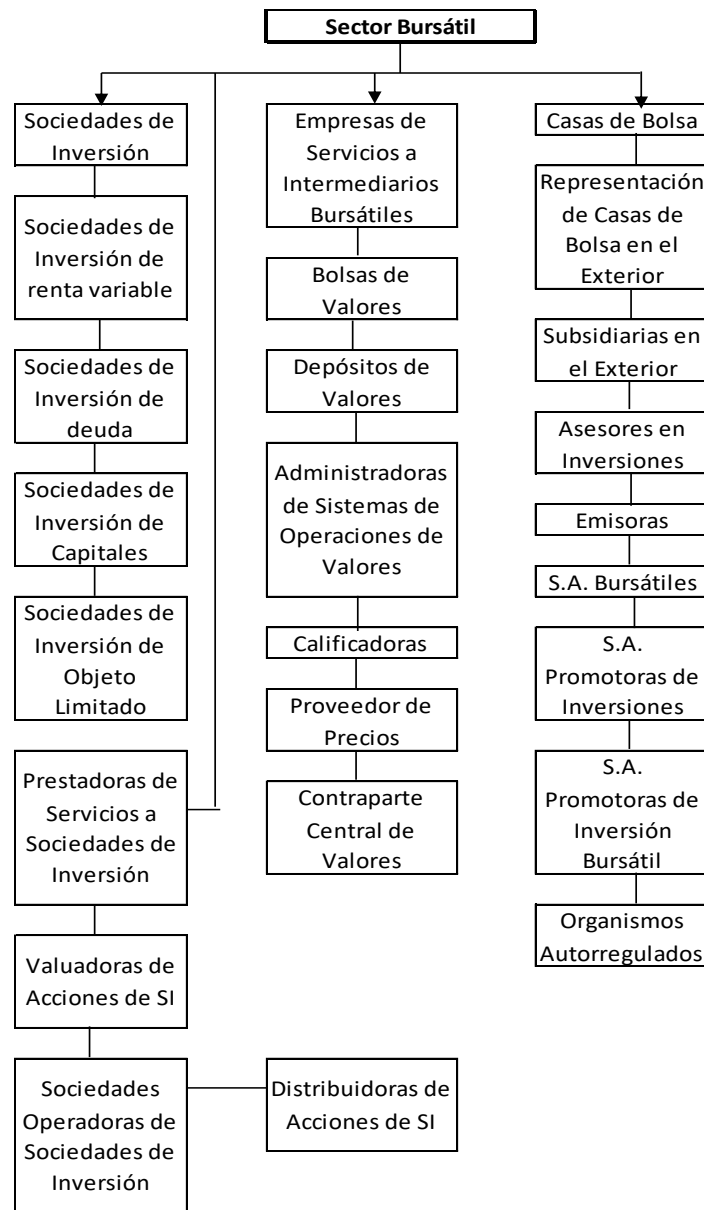 Sector Bursátil
Sociedades de
Inversión
Sociedades de
Inversión de
renta variable
Sociedades de
Inversión de
deuda
Sociedades de
Inversión de
Capitales
Sociedades de
Inversión de
Objeto
Limitado
Prestadoras de
Servicios a
Sociedades de
Inversión
Valuadoras de
Acciones de SI
Sociedades
Operadoras de
Sociedades de
Inversión
Distribuidoras de
Acciones de SI
Empresas de
Servicios a
Intermediarios
Bursátiles
Bolsas de
Valores
Depósitos de
Valores
Administradoras
de Sistemas de
Operaciones de
Valores
Calificadoras
Proveedor de
Precios
Contraparte
Central de
Valores
Casas de Bolsa
Representación
de Casas de
Bolsa en el
Exterior
Subsidiarias en
el Exterior
Asesores en
Inversiones
Emisoras
S.A. Bursátiles
S.A.
Promotoras de
Inversiones
S.A.
Promotoras de
Inversión
Bursátil
Organismos
Autorregulados